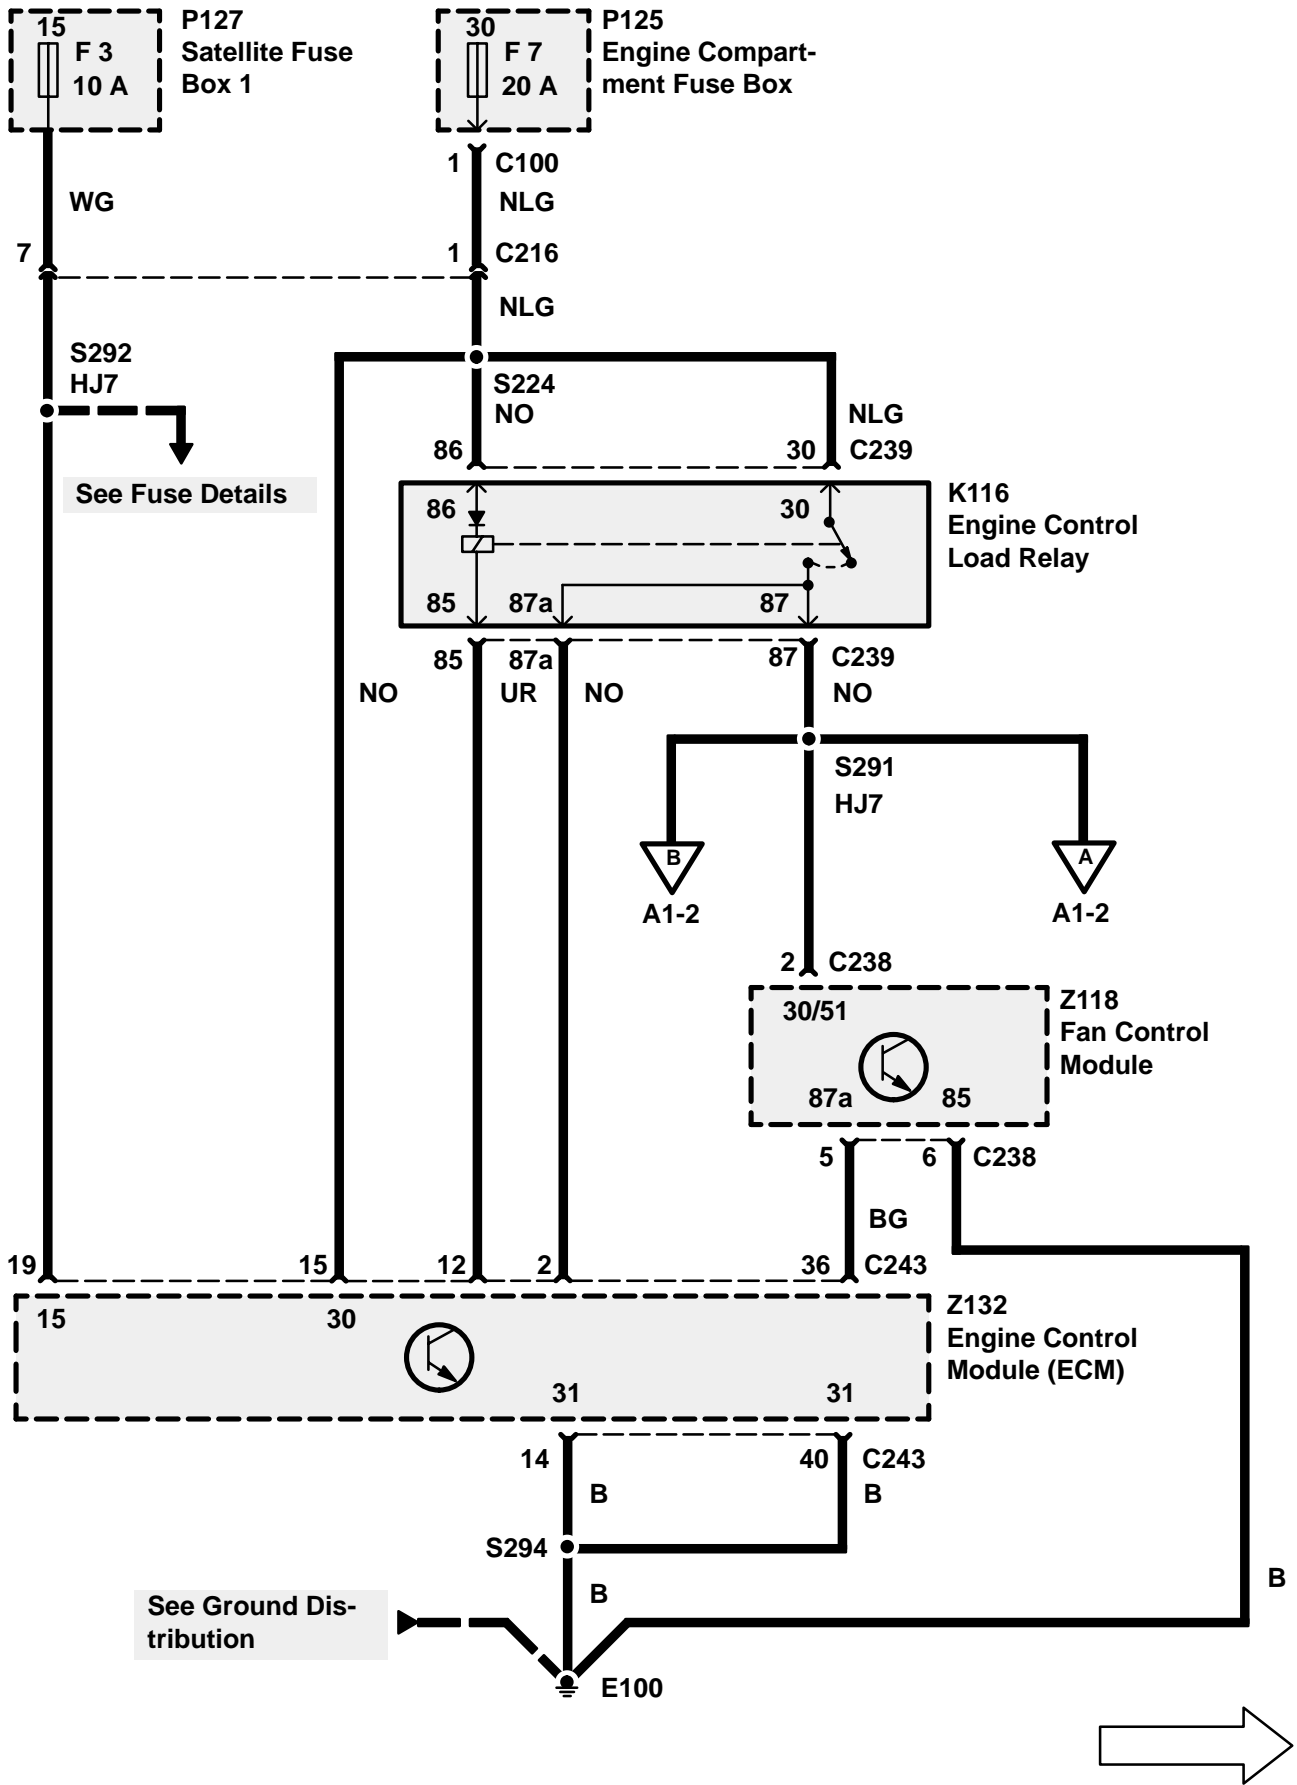 15
F 3
10 A
P127
Satellite Fuse
Box 1
30
F 7
20 A
P125
Engine Compart-
ment Fuse Box
1 C100
WG
NLG
7
1 C216
NLG
S292
HJ7
S224
NO
NLG
86
30 C239
See Fuse Details
K116
Engine Control
Load Relay
86
30
85
87a
87
85
87a
87 C239
NO
UR
NO
NO
S291
HJ7
B
A
A1-2
A1-2
2 C238
Z118
Fan Control
Module
30/51
87a
85
5
6 C238
BG
19
15
12
2
36 C243
15
30
Z132
Engine Control
Module (ECM)
31
31
14
40 C243
B
B
S294
B
B
See Ground Dis-
tribution
E100